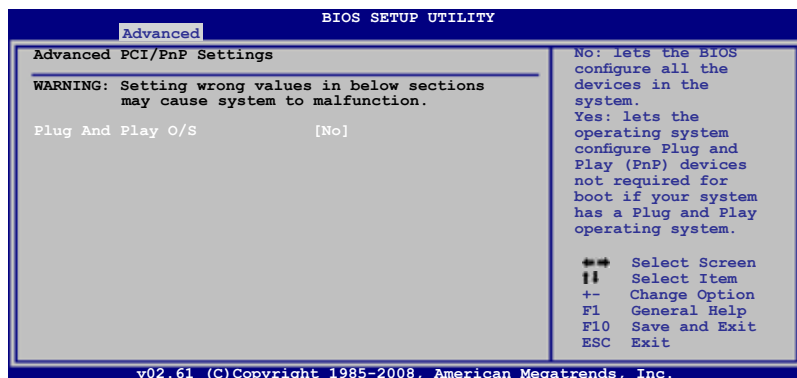 BIOS SETUP UTILITY
Advanced
Advanced PCI/PnP Settings
WARNING: Setting wrong values in below sections
may cause system to malfunction.
Plug And Play O/S [No]
No: lets the BIOS
configure all the
devices in the
system.
Yes: lets the
operating system
configure Plug and
Play (PnP) devices
not required for
boot if your system
has a Plug and Play
operating system.
←→ Select Screen
↑↓ Select Item
+- Change Option
F1 General Help
F10 Save and Exit
ESC Exit
v02.61 (C)Copyright 1985-2008, American Megatrends, Inc.